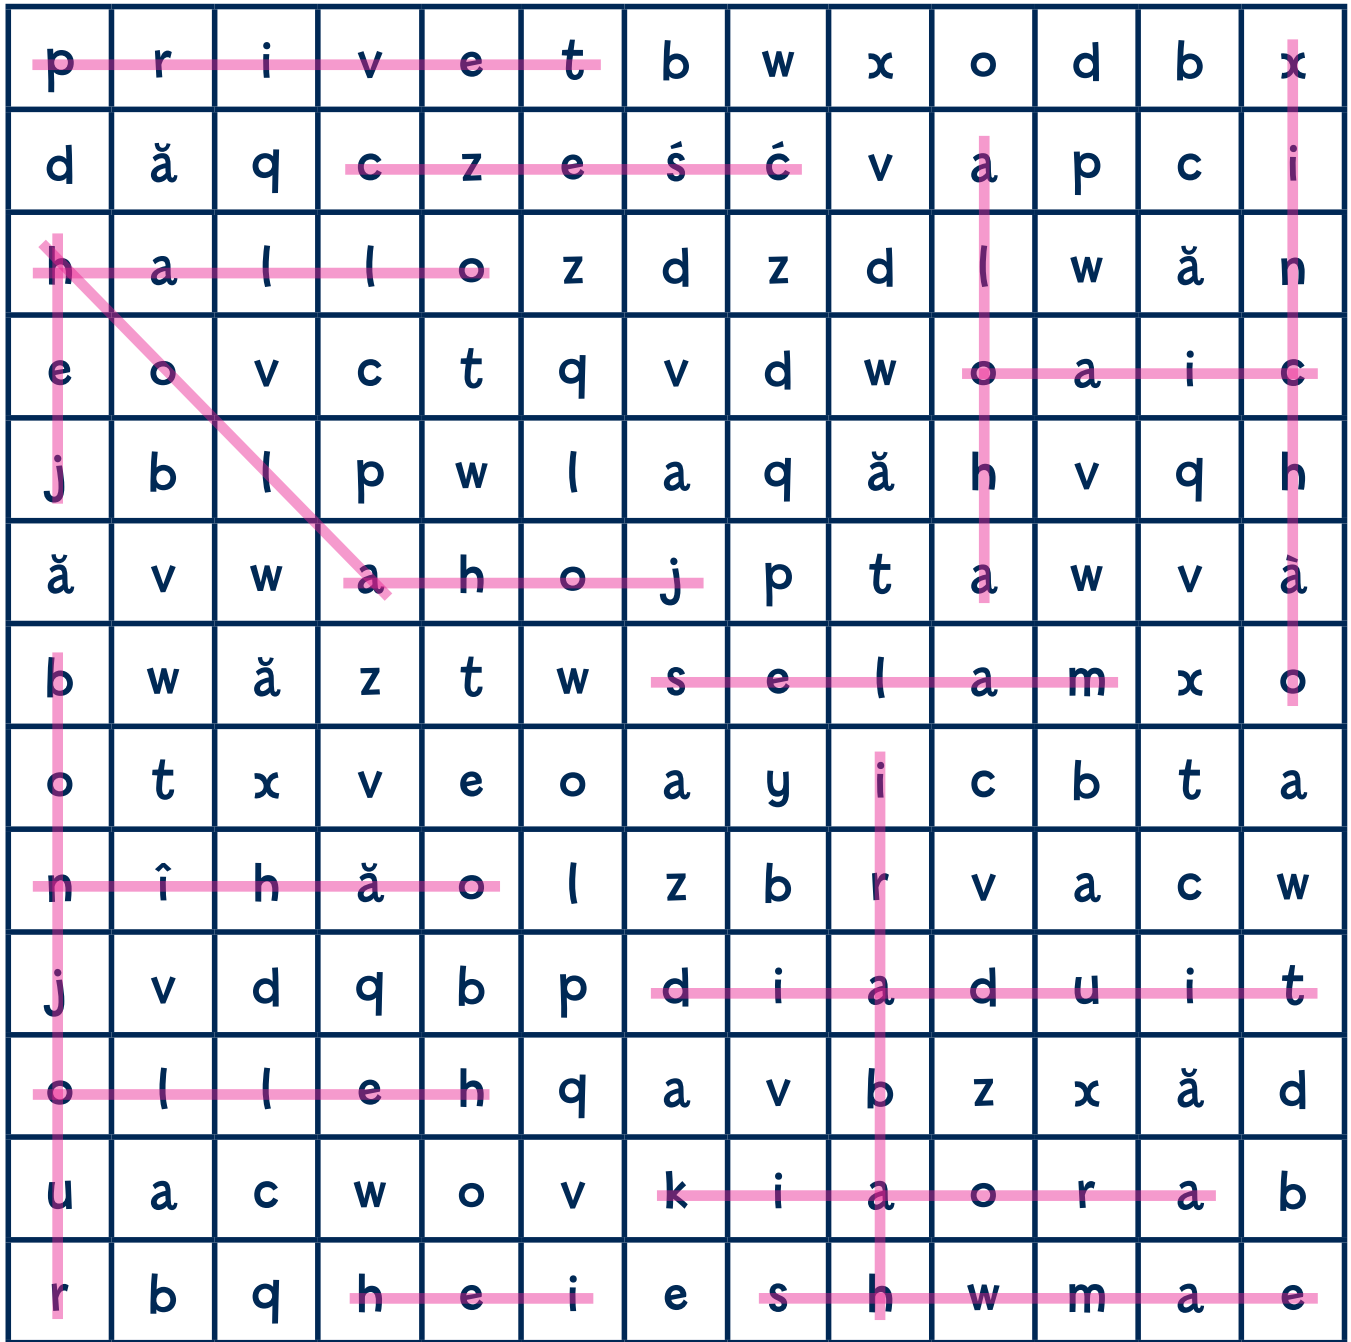 p r i v e t b w x o d b x
d ă q c z e ś ć v a p c i
h a l l o z d z d l w ă n
e o v c t q v d w o a i c
j b l p w l a q ă h v q h
ă v w a h o j p t a w v à
b w ă z t w s e l a m x o
o t x v e o a y i c b t a
n î h ă o l z b r v a c w
j v d q b p d i a d u i t
o l l e h q a v b z x ă d
u a c w o v k i a o r a b
r b q h e i e s h w m a e